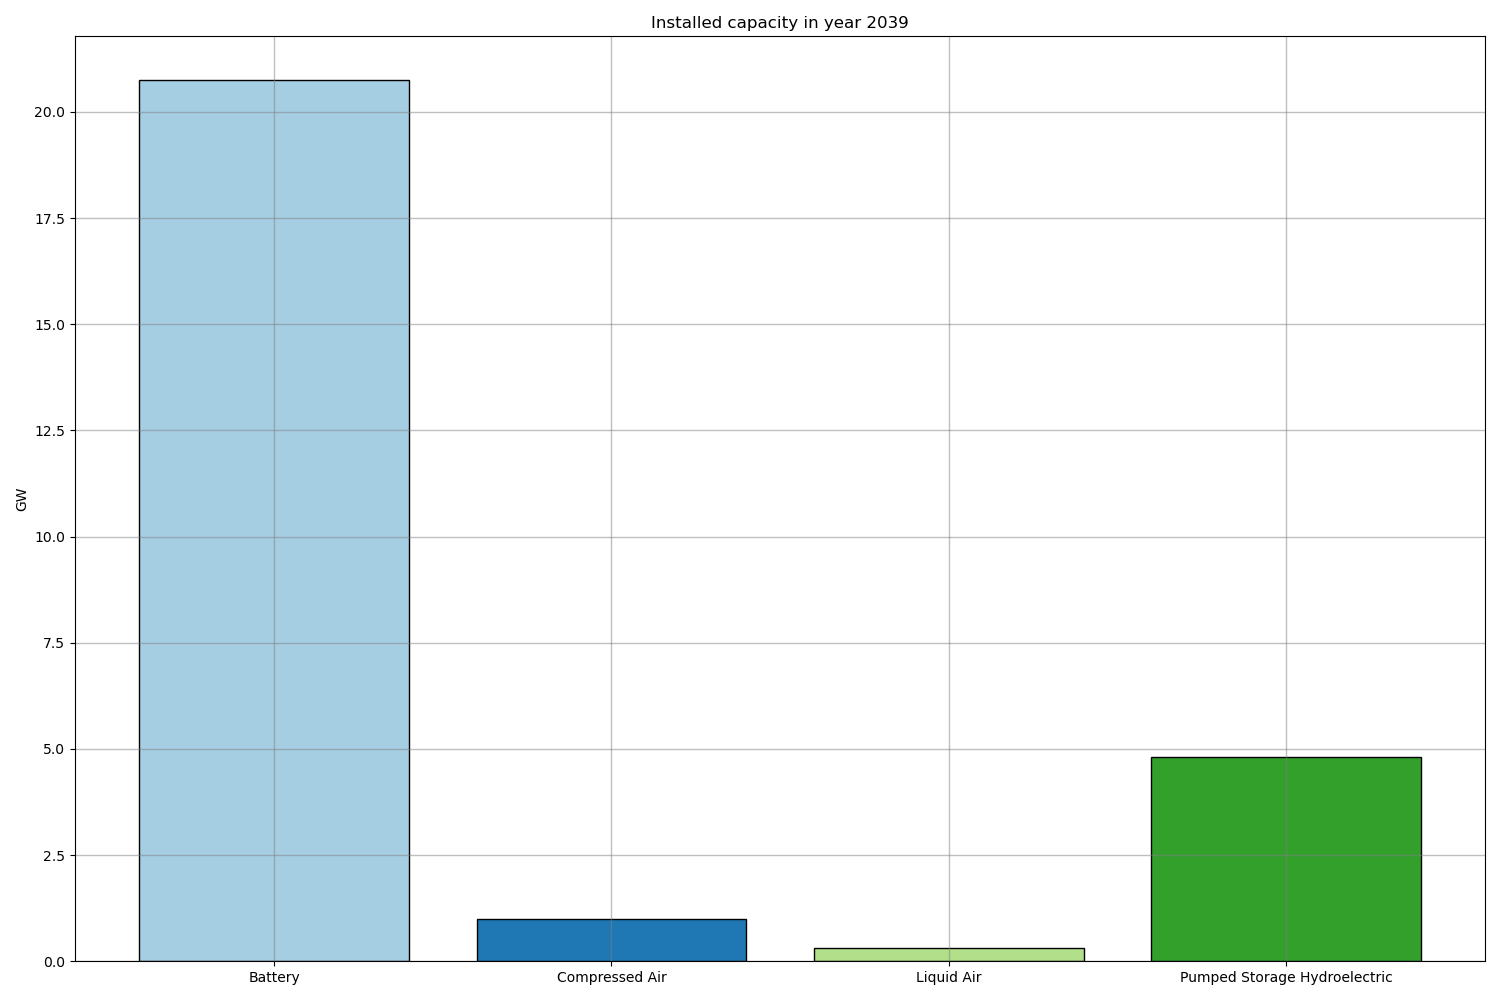 Installed capacity in year 2039
GW
20.0
17.5
15.0
12.5
10.0
7.5
5.0
2.5
0.0
Battery
Compressed Air
Liquid Air
Pumped Storage Hydroelectric